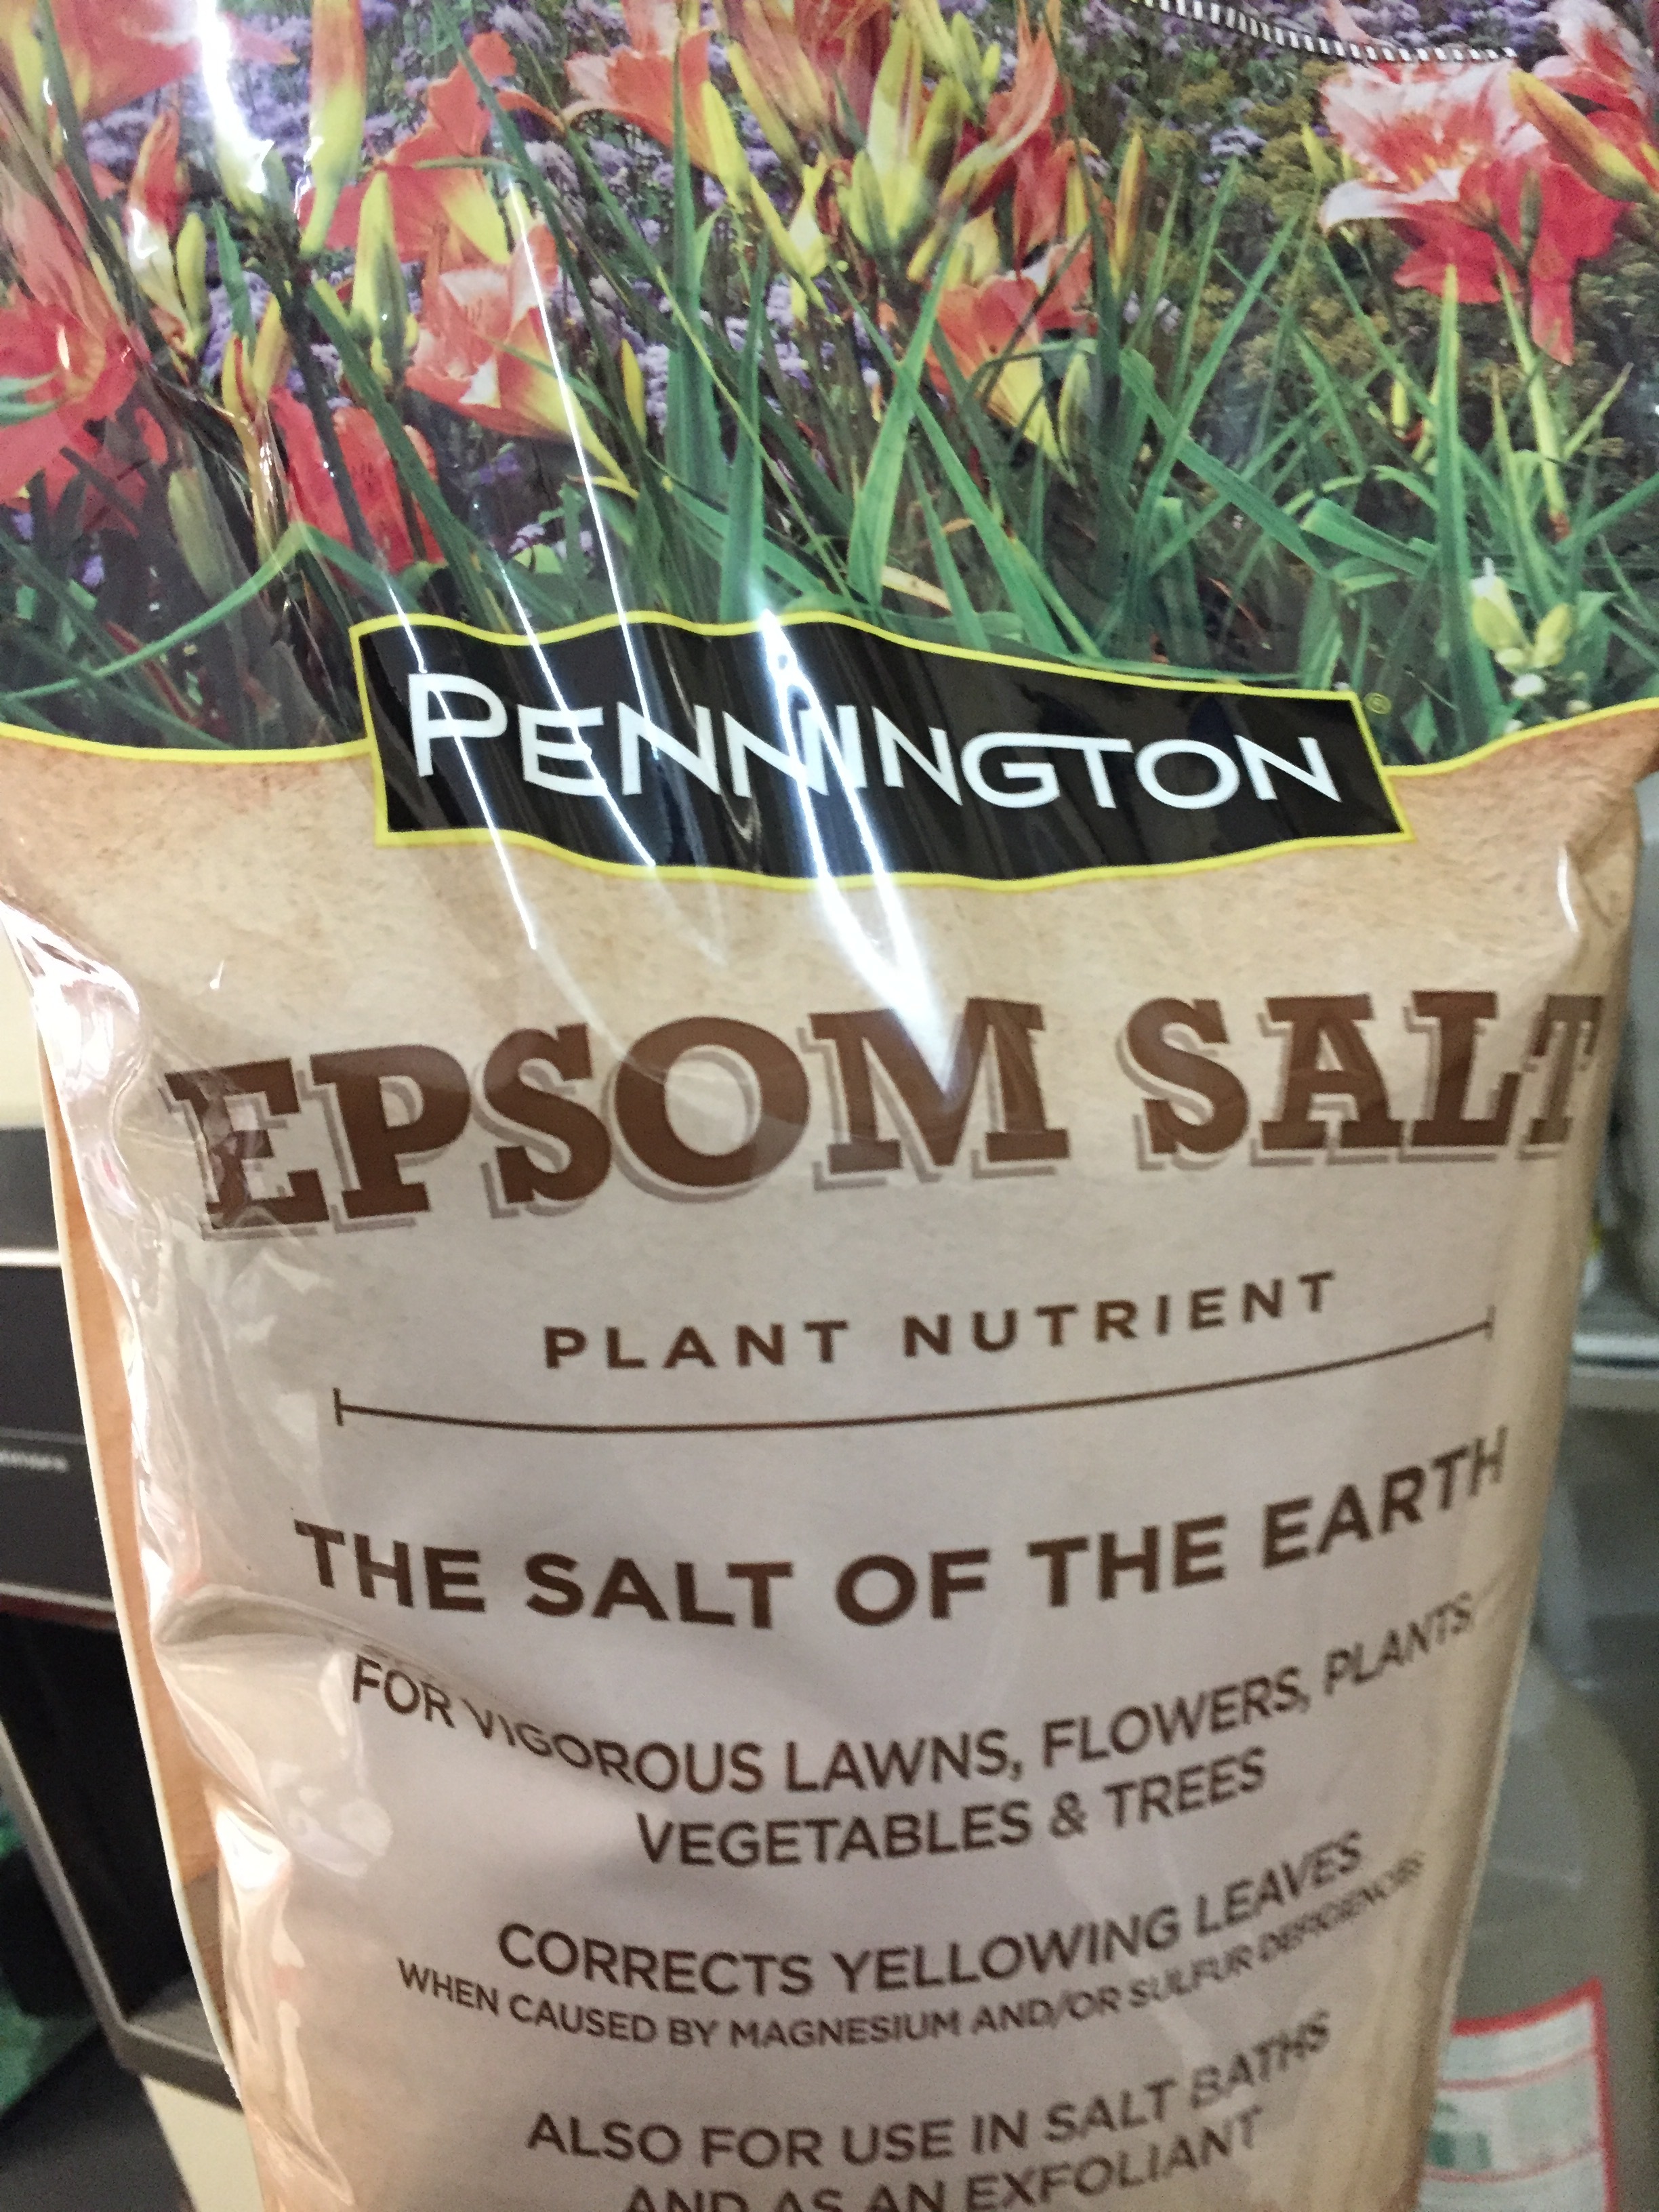 PENNINGTON
EPSOM SALT
PLANT NUTRIENT
THE SALT OF THE EARTH
FOR VIGOROUS LAWNS, FLOWERS, PLANTS,
VEGETABLES & TREES
CORRECTS YELLOWING LEAVES
WHEN CAUSED BY MAGNESIUM AND/OR SULFUR DEFICIENCIES
ALSO FOR USE IN SALT BATHS
AND AS AN EXFOLIANT